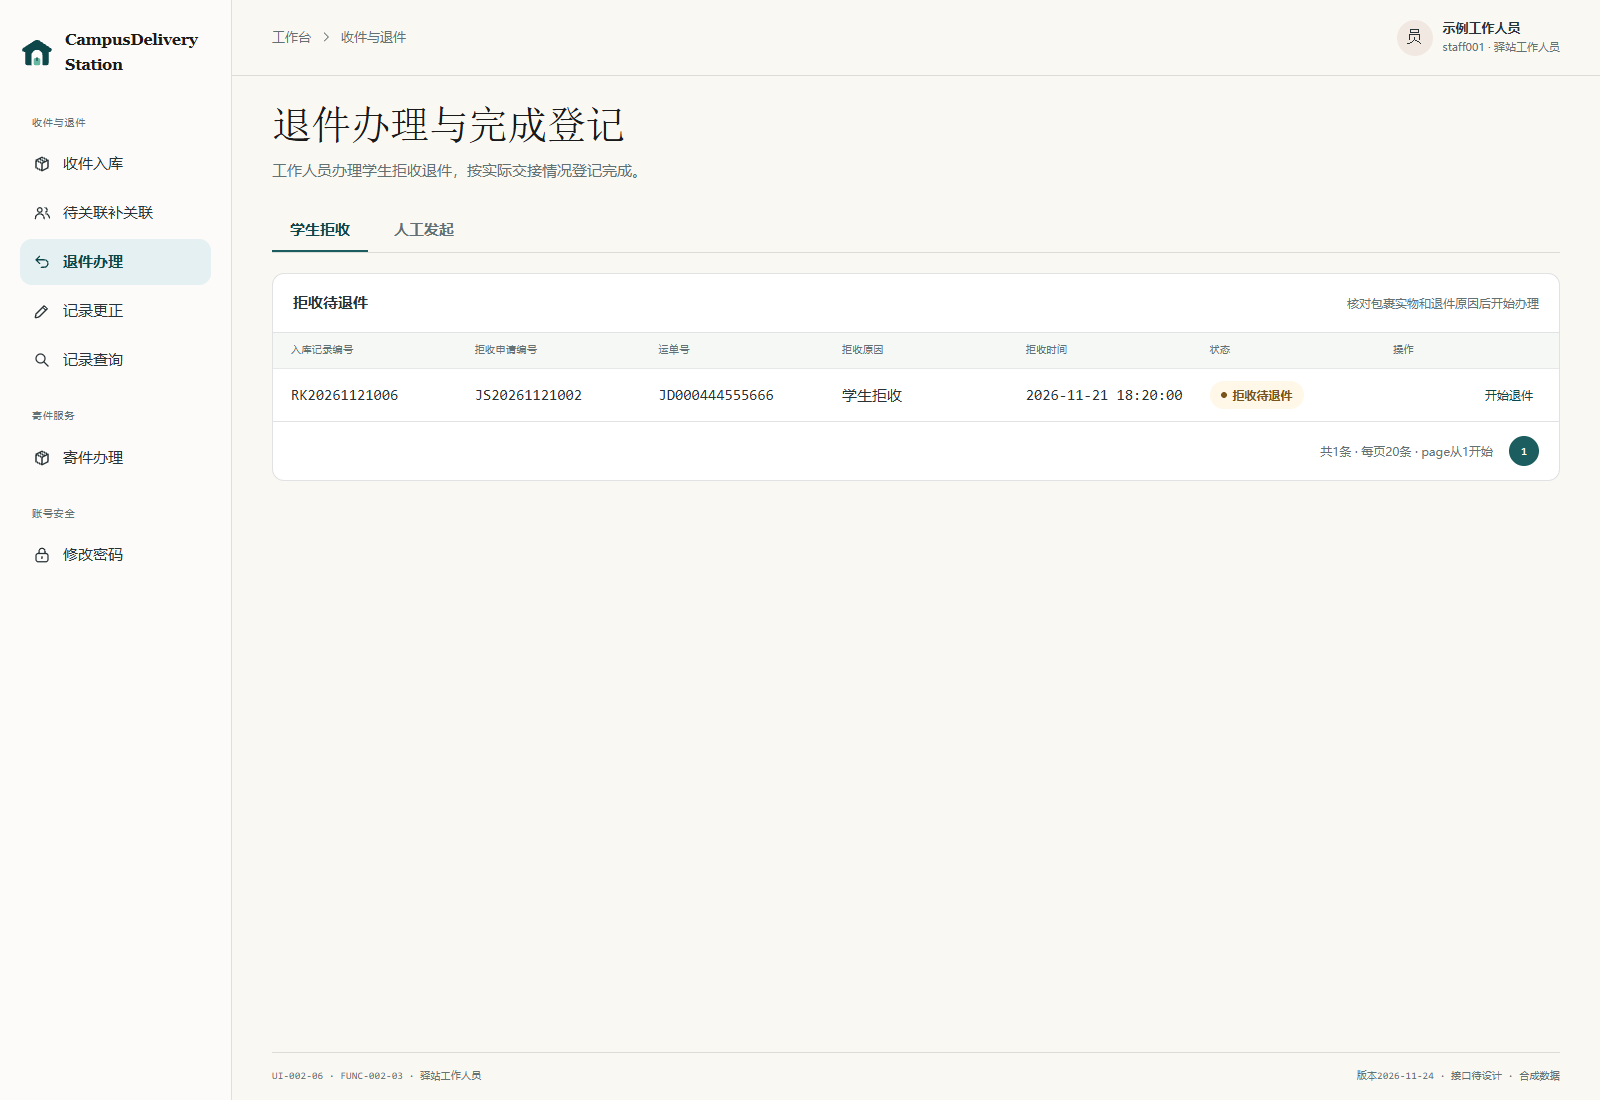 CampusDelivery
Station
收件与退件
收件入库
待关联补关联
退件办理
记录更正
记录查询
寄件服务
寄件办理
账号安全
修改密码
工作台 > 收件与退件
员
示例工作人员
staff001 · 驿站工作人员
退件办理与完成登记
工作人员办理学生拒收退件，按实际交接情况登记完成。
学生拒收 人工发起
拒收待退件 核对包裹实物和退件原因后开始办理
入库记录编号 拒收申请编号 运单号 拒收原因 拒收时间 状态 操作
RK20261121006 JS20261121002 JD000444555666 学生拒收 2026-11-21 18:20:00 拒收待退件 开始退件
共1条 · 每页20条 · page从1开始 1
UI-002-06 · FUNC-002-03 · 驿站工作人员 版本2026-11-24 · 接口待设计 · 合成数据